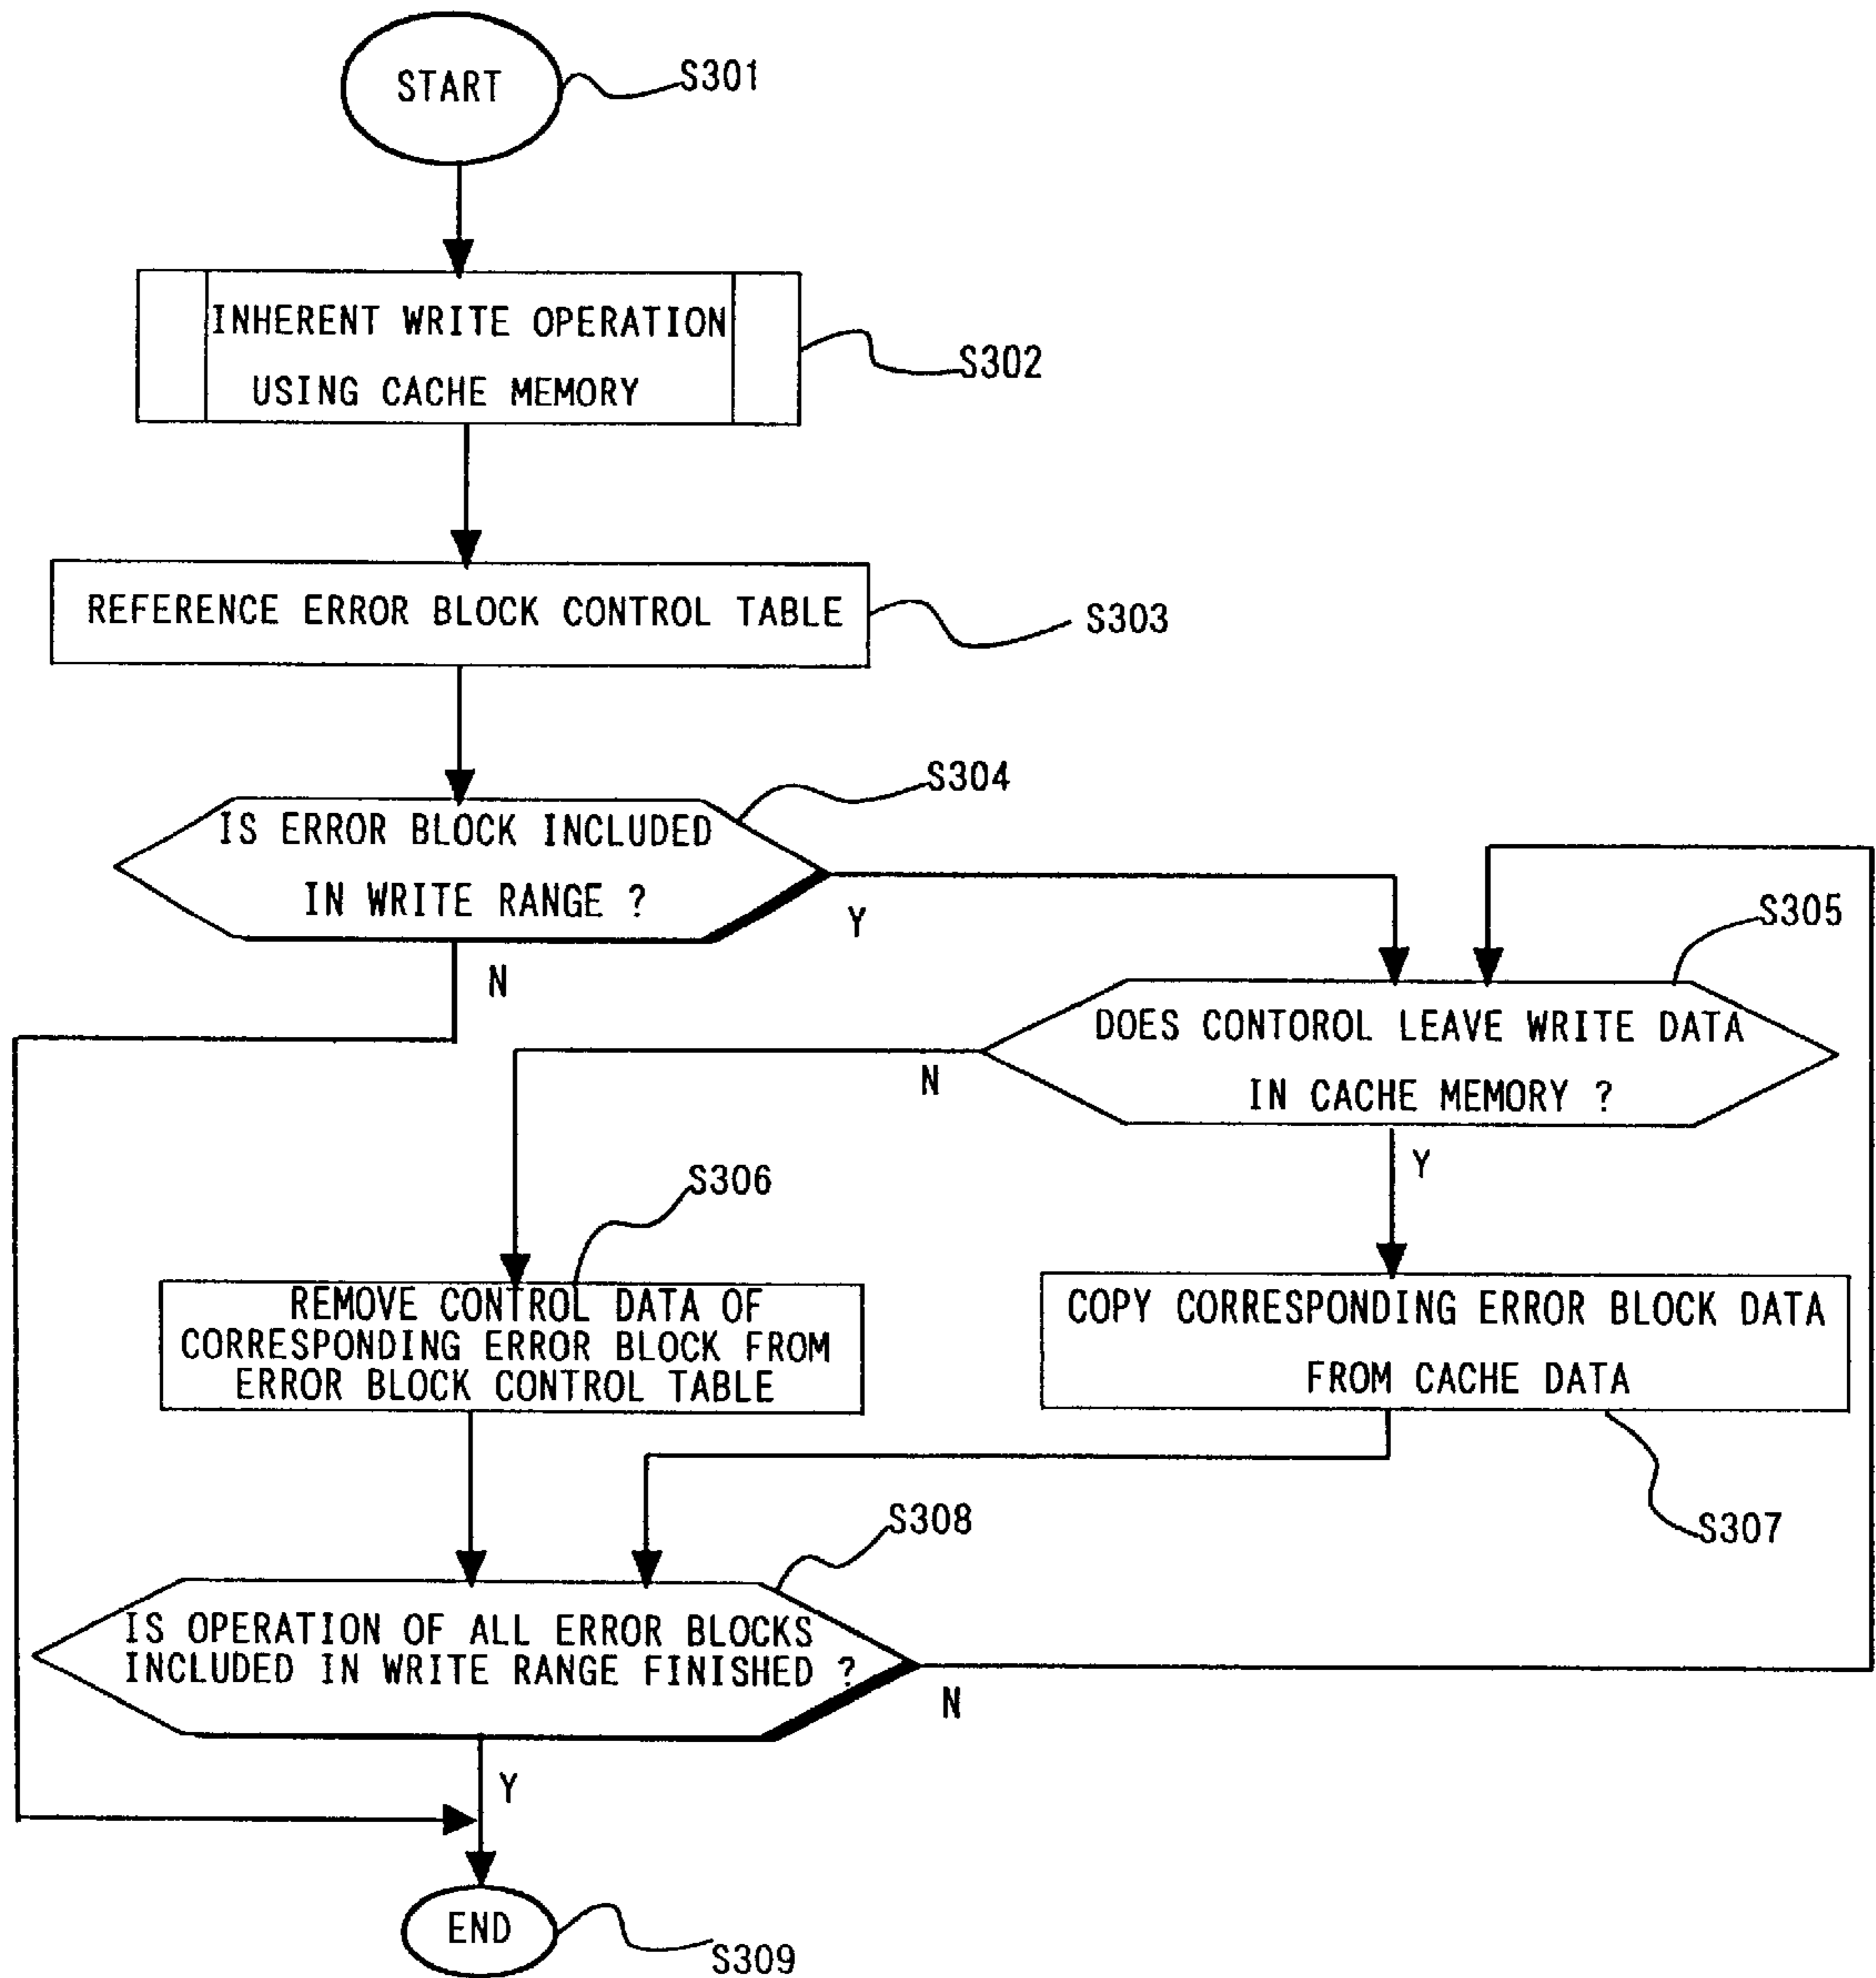 START
S301
INHERENT WRITE OPERATION
USING CACHE MEMORY
S302
REFERENCE ERROR BLOCK CONTROL TABLE
S303
S304
IS ERROR BLOCK INCLUDED
IN WRITE RANGE ?
Y
N
S305
DOES CONTOROL LEAVE WRITE DATA
IN CACHE MEMORY ?
N
Y
S306
REMOVE CONTROL DATA OF
CORRESPONDING ERROR BLOCK FROM
ERROR BLOCK CONTROL TABLE
COPY CORRESPONDING ERROR BLOCK DATA
FROM CACHE DATA
S307
S308
IS OPERATION OF ALL ERROR BLOCKS
INCLUDED IN WRITE RANGE FINISHED ?
N
Y
END
S309